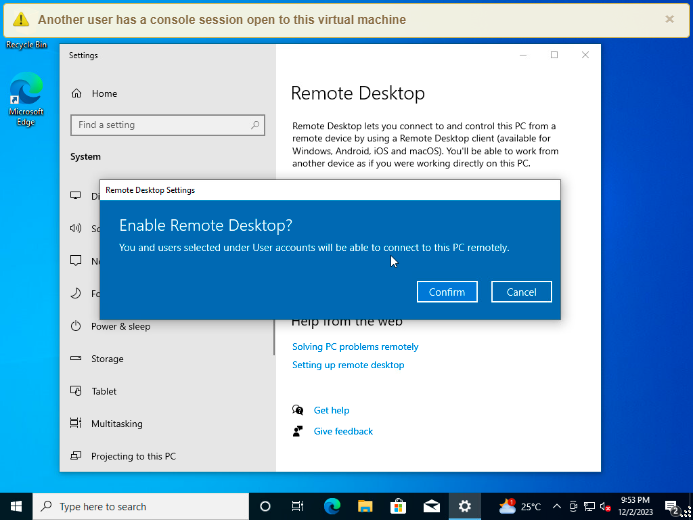 Another user has a console session open to this virtual machine
Recycle Bin
Microsoft
Edge
Settings
Home
Find a setting
System
Power & sleep
Storage
Tablet
Multitasking
Projecting to this PC
Remote Desktop
Remote Desktop lets you connect to and control this PC from a
remote device by using a Remote Desktop client (available for
Windows, Android, iOS and macOS). You'll be able to work from
another device as if you were working directly on this PC.
Remote Desktop Settings
Enable Remote Desktop?
You and users selected under User accounts will be able to connect to this PC remotely.
Confirm
Cancel
Help from the web
Solving PC problems remotely
Setting up remote desktop
Get help
Give feedback
Type here to search
25°C
9:53 PM
12/2/2023
2